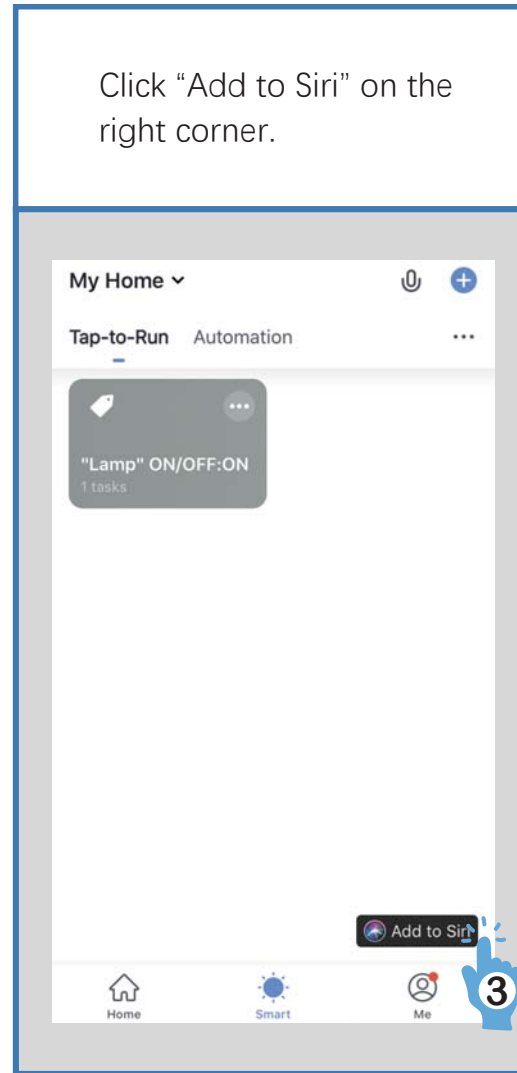 Click “Add to Siri” on the
right corner.
My Home
Tap-to-Run Automation
"Lamp" ON/OFF:ON
1 tasks
Add to Siri
Home Smart Me
3